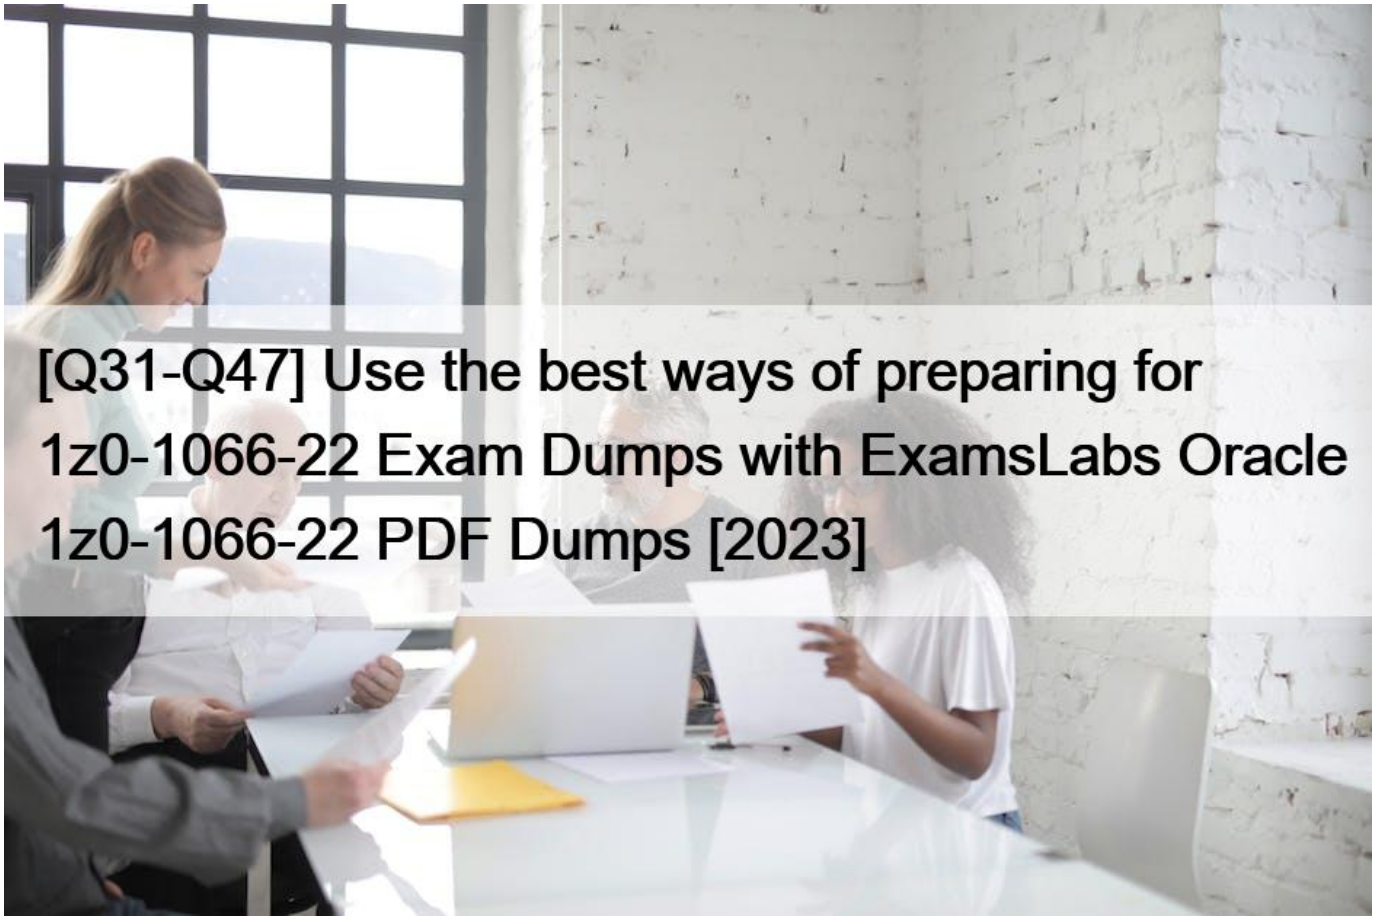 [Q31-Q47] Use the best ways of preparing for
1z0-1066-22 Exam Dumps with ExamsLabs Oracle
1z0-1066-22 PDF Dumps [2023]